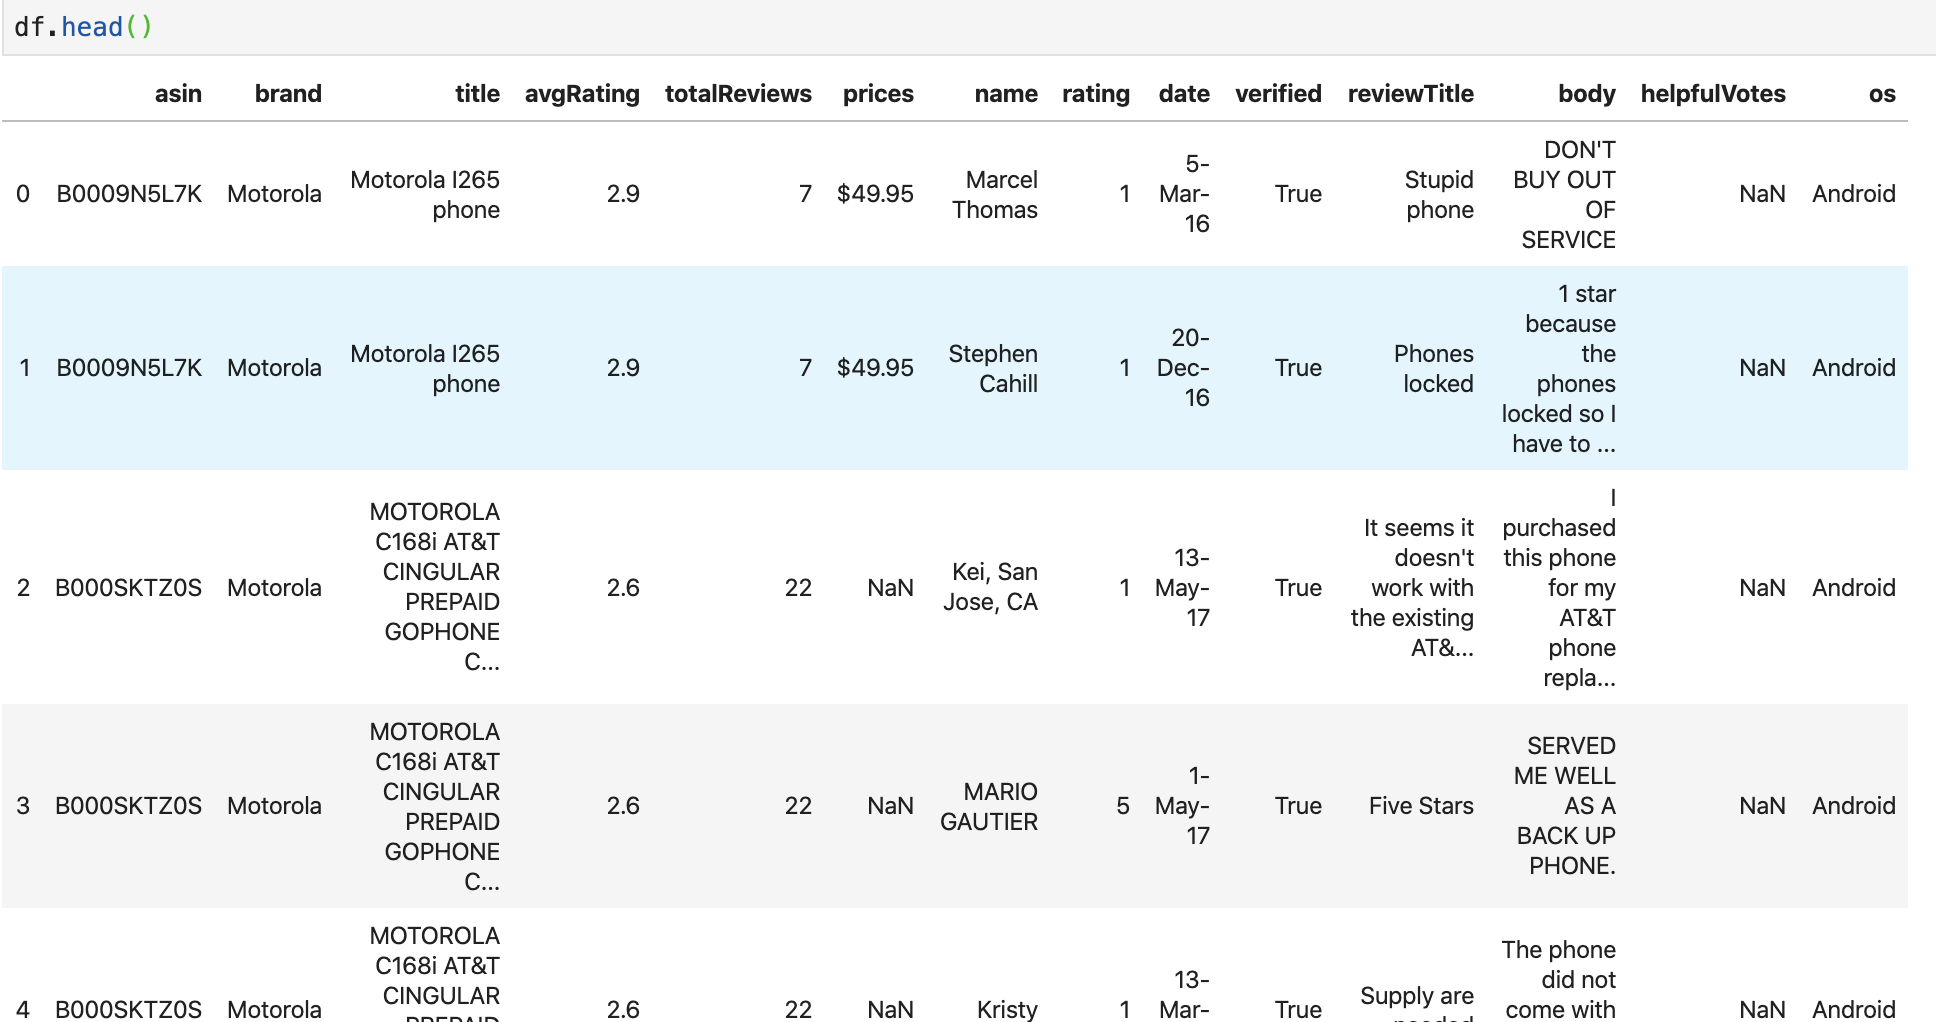 df.head()
asin brand title avgRating totalReviews prices name rating date verified reviewTitle body helpfulVotes os
0 B0009N5L7K Motorola Motorola I265 phone 2.9 7 $49.95 Marcel Thomas 1 5-Mar-16 True Stupid phone DON'T BUY OUT OF SERVICE NaN Android
1 B0009N5L7K Motorola Motorola I265 phone 2.9 7 $49.95 Stephen Cahill 1 20-Dec-16 True Phones locked 1 star because the phones locked so I have to ... NaN Android
2 B000SKTZ0S Motorola MOTOROLA C168i AT&T CINGULAR PREPAID GOPHONE C... 2.6 22 NaN Kei, San Jose, CA 1 13-May-17 True It seems it doesn't work with the existing AT&... I purchased this phone for my AT&T phone repla... NaN Android
3 B000SKTZ0S Motorola MOTOROLA C168i AT&T CINGULAR PREPAID GOPHONE C... 2.6 22 NaN MARIO GAUTIER 5 1-May-17 True Five Stars SERVED ME WELL AS A BACK UP PHONE. NaN Android
4 B000SKTZ0S Motorola MOTOROLA C168i AT&T CINGULAR 2.6 22 NaN Kristy 1 13-Mar- True Supply are The phone did not come with NaN Android